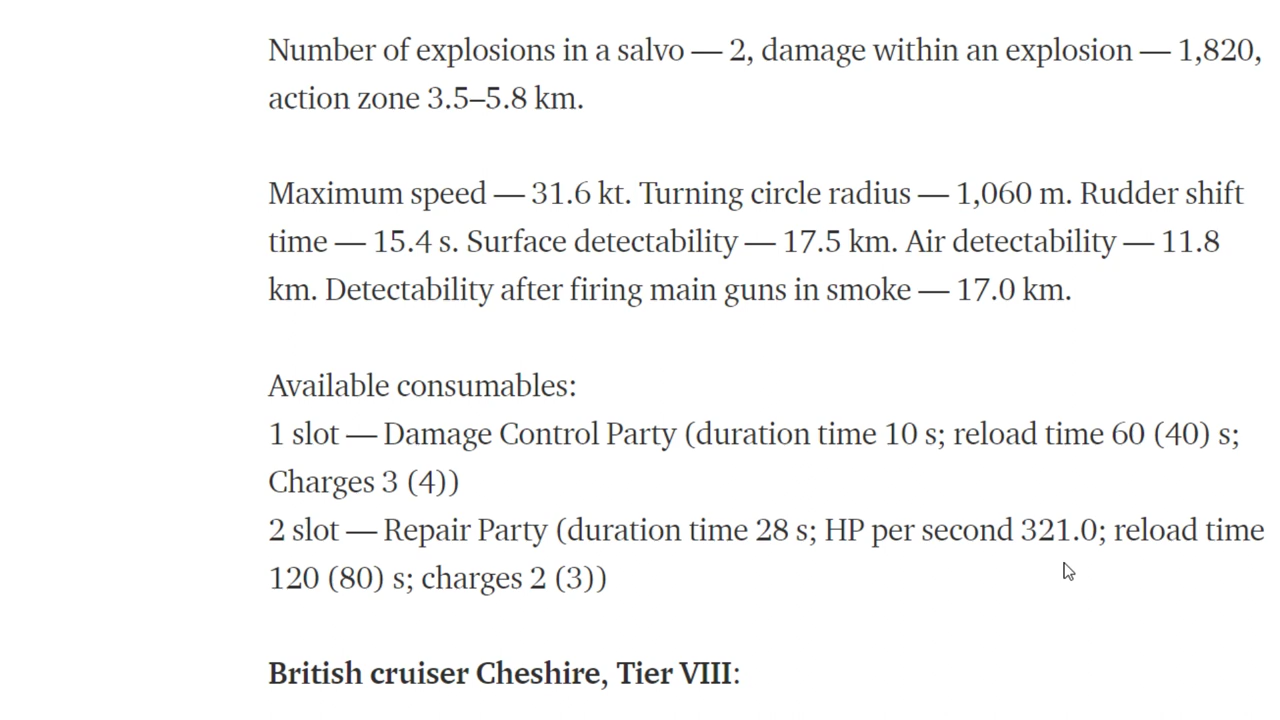 Number of explosions in a salvo — 2, damage within an explosion — 1,820,
action zone 3.5–5.8 km.
Maximum speed — 31.6 kt. Turning circle radius — 1,060 m. Rudder shift
time — 15.4 s. Surface detectability — 17.5 km. Air detectability — 11.8
km. Detectability after firing main guns in smoke — 17.0 km.
Available consumables:
1 slot — Damage Control Party (duration time 10 s; reload time 60 (40) s;
Charges 3 (4))
2 slot — Repair Party (duration time 28 s; HP per second 321.0; reload time
120 (80) s; charges 2 (3))
British cruiser Cheshire, Tier VIII: